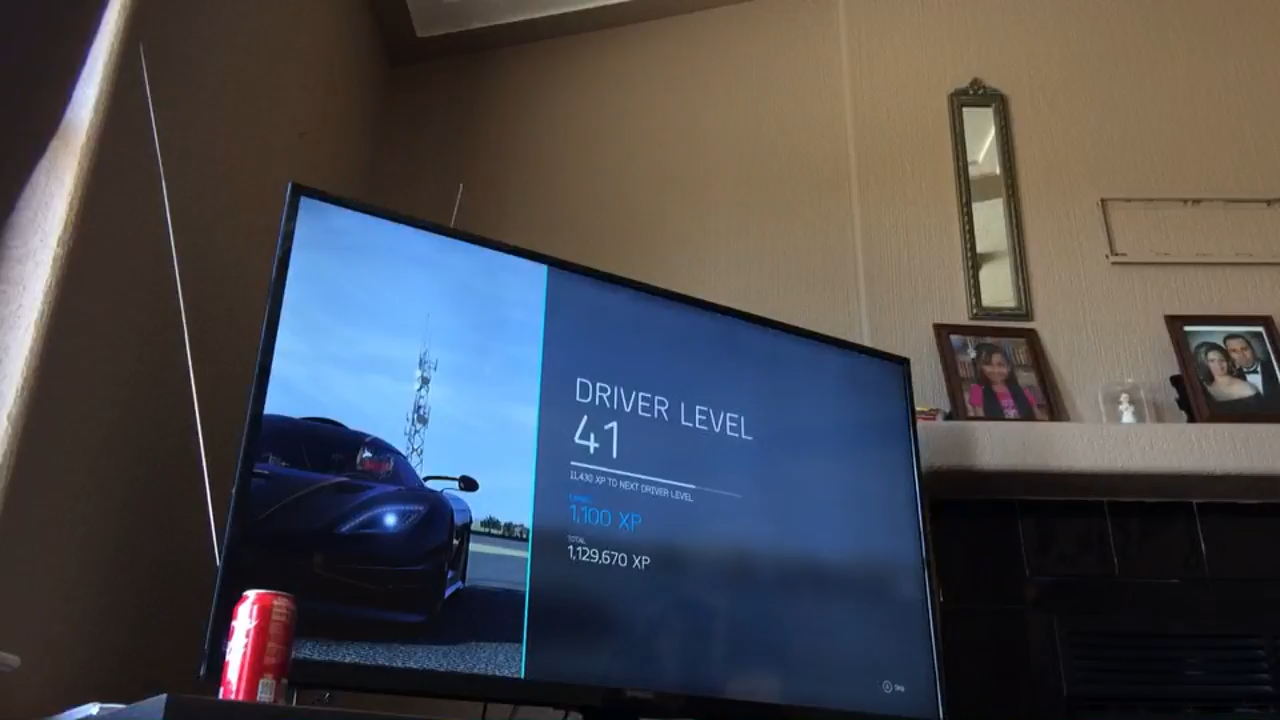 DRIVER LEVEL
41
11,430 XP TO NEXT DRIVER LEVEL
1,100 XP
TOTAL
1,129,670 XP